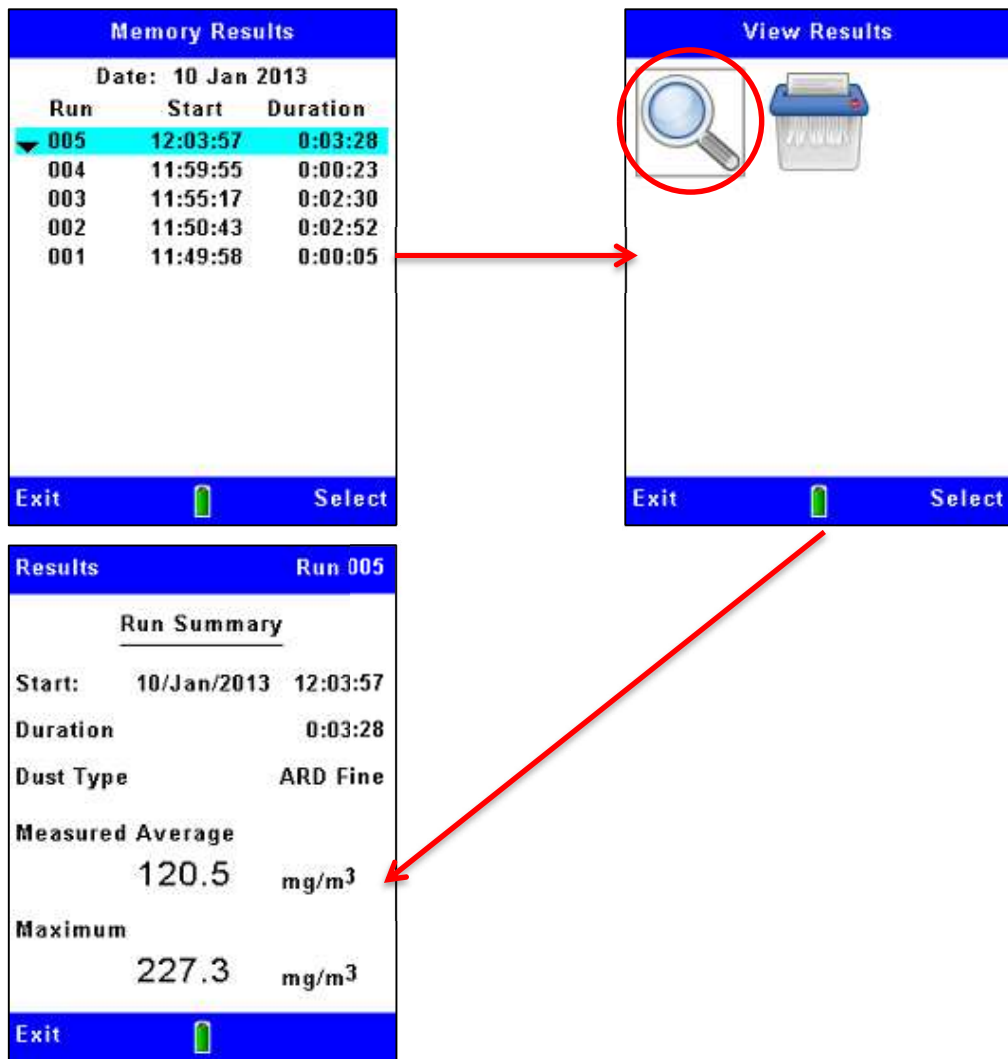 Memory Results
Date: 10 Jan 2013
Run Start Duration
005 12:03:57 0:03:28
004 11:59:55 0:00:23
003 11:55:17 0:02:30
002 11:50:43 0:02:52
001 11:49:58 0:00:05
Exit Select
View Results
Exit Select
Results Run 005
Run Summary
Start: 10/Jan/2013 12:03:57
Duration 0:03:28
Dust Type ARD Fine
Measured Average
120.5 mg/m³
Maximum
227.3 mg/m³
Exit